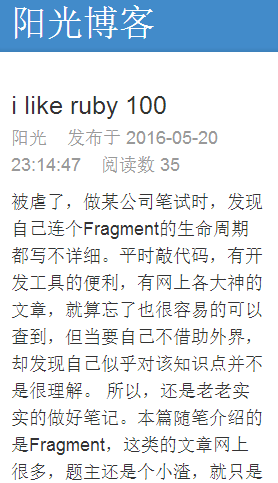 阳光博客
i like ruby 100
阳光 发布于 2016-05-20
23:14:47 阅读数 35
被虐了，做某公司笔试时，发现
自己连个Fragment的生命周期
都写不详细。平时敲代码，有开
发工具的便利，有网上各大神的
文章，就算忘了也很容易的可以
查到，但当要自己不借助外界，
却发现自己似乎对该知识点并不
是很理解。 所以，还是老老实
实的做好笔记。本篇随笔介绍的
是Fragment，这类的文章网上
很多，题主还是个小渣，就只是